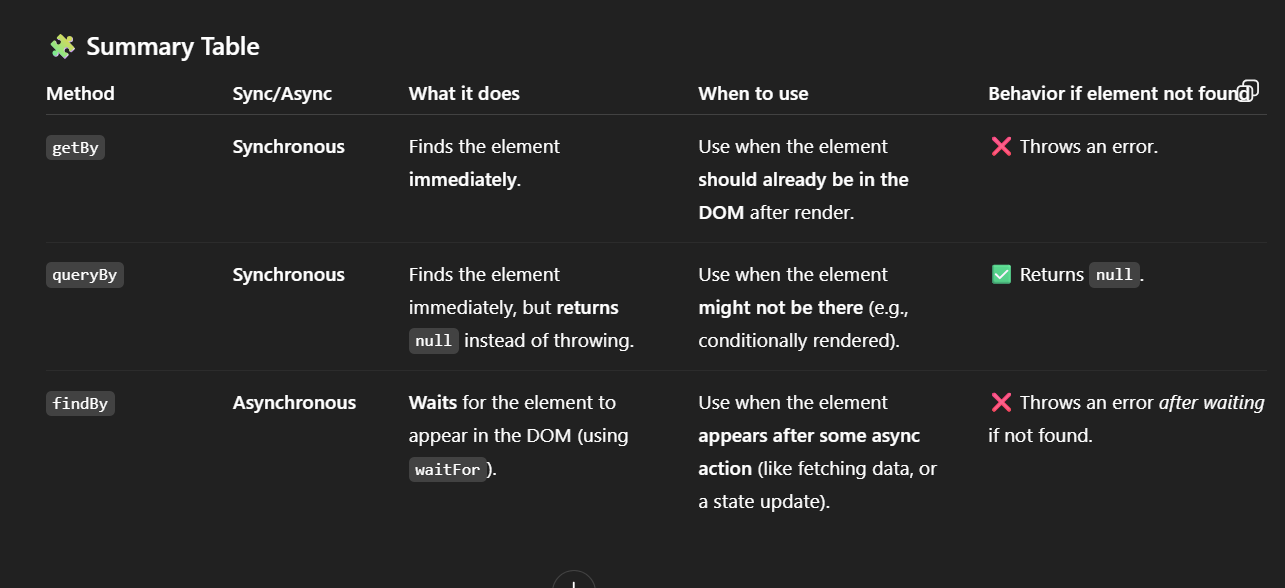 🧩 Summary Table
Method Sync/Async What it does When to use Behavior if element not found
getBy Synchronous Finds the element Use when the element ❌ Throws an error.
immediately. should already be in the
DOM after render.
queryBy Synchronous Finds the element Use when the element ✅ Returns null.
immediately, but returns might not be there (e.g.,
null instead of throwing. conditionally rendered).
findBy Asynchronous Waits for the element to Use when the element ❌ Throws an error after waiting
appear in the DOM (using appears after some async if not found.
waitFor). action (like fetching data, or
a state update).